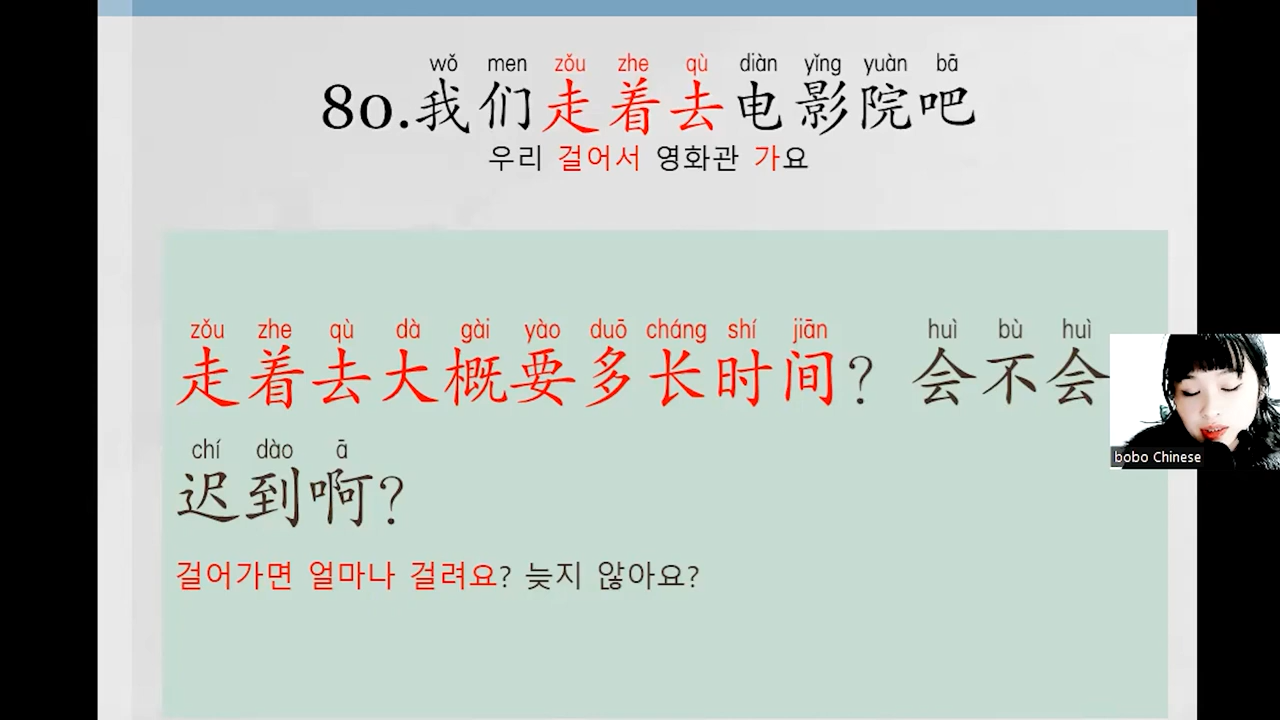 wǒ men zǒu zhe qù diàn yǐng yuàn bā
80.我们走着去电影院吧
우리 걸어서 영화관 가요
zǒu zhe qù dà gài yào duō cháng shí jiān huì bù huì
走着去大概要多长时间？会不会
chí dào ā
迟到啊？
걸어가면 얼마나 걸려요? 늦지 않아요?
bobo Chinese